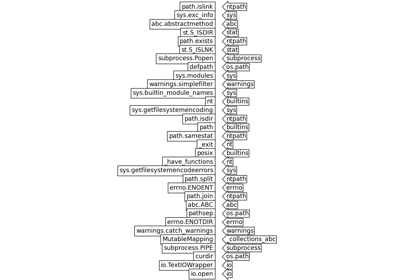 path.islink ntpath
sys.exc_info sys
abc.abstractmethod abc
st.S_ISDIR stat
path.exists ntpath
st.S_ISLNK stat
subprocess.Popen subprocess
defpath os.path
sys.modules sys
warnings.simplefilter warnings
sys.builtin_module_names sys
nt builtins
sys.getfilesystemencoding sys
path.isdir ntpath
path builtins
path.samestat ntpath
_exit nt
posix builtins
_have_functions nt
sys.getfilesystemencodeerrors sys
path.split ntpath
errno.ENOENT errno
path.join ntpath
abc.ABC abc
pathsep os.path
errno.ENOTDIR errno
warnings.catch_warnings warnings
MutableMapping _collections_abc
subprocess.PIPE subprocess
curdir os.path
io.TextIOWrapper io
io.open io